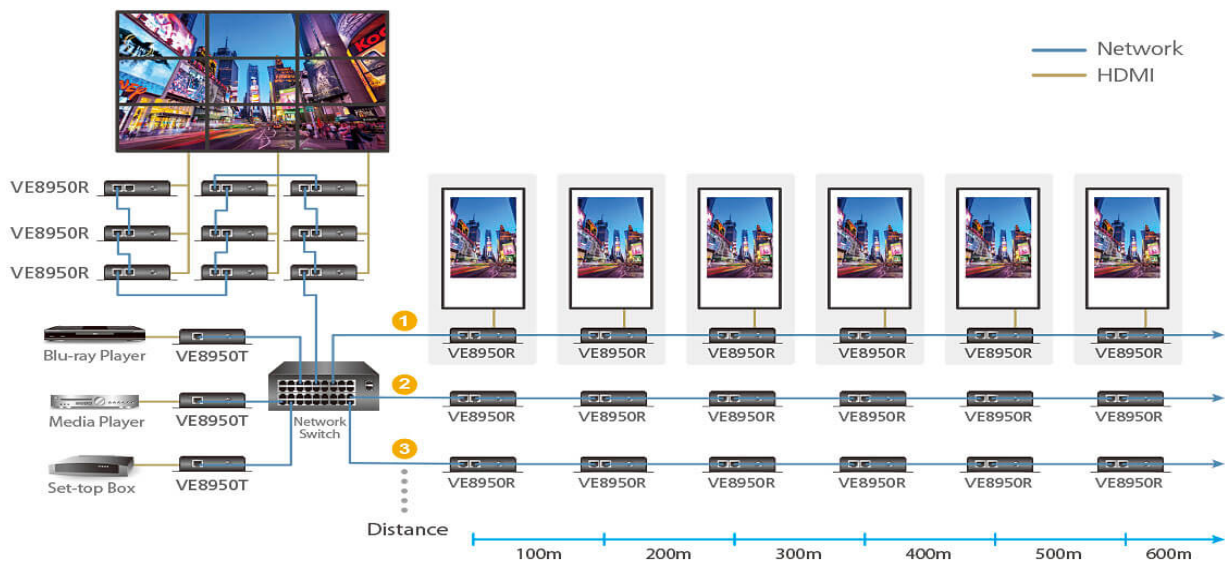 Network
HDMI
VE8950R
VE8950R
VE8950R
Blu-ray Player
VE8950T
Media Player
VE8950T
Set-top Box
VE8950T
Network
Switch
1
VE8950R VE8950R VE8950R VE8950R VE8950R VE8950R
2
VE8950R VE8950R VE8950R VE8950R VE8950R VE8950R
3
VE8950R VE8950R VE8950R VE8950R VE8950R VE8950R
Distance
100m 200m 300m 400m 500m 600m